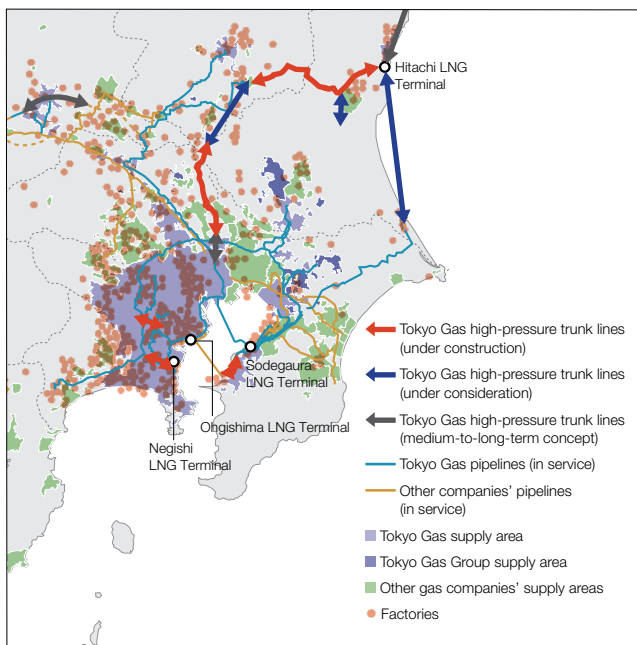 Hitachi LNG
Terminal
Sodegaura
LNG Terminal
Ohgishima LNG Terminal
Negishi
LNG Terminal
Tokyo Gas high-pressure trunk lines
(under construction)
Tokyo Gas high-pressure trunk lines
(under consideration)
Tokyo Gas high-pressure trunk lines
(medium-to-long-term concept)
Tokyo Gas pipelines (in service)
Other companies' pipelines
(in service)
Tokyo Gas supply area
Tokyo Gas Group supply area
Other gas companies' supply areas
Factories